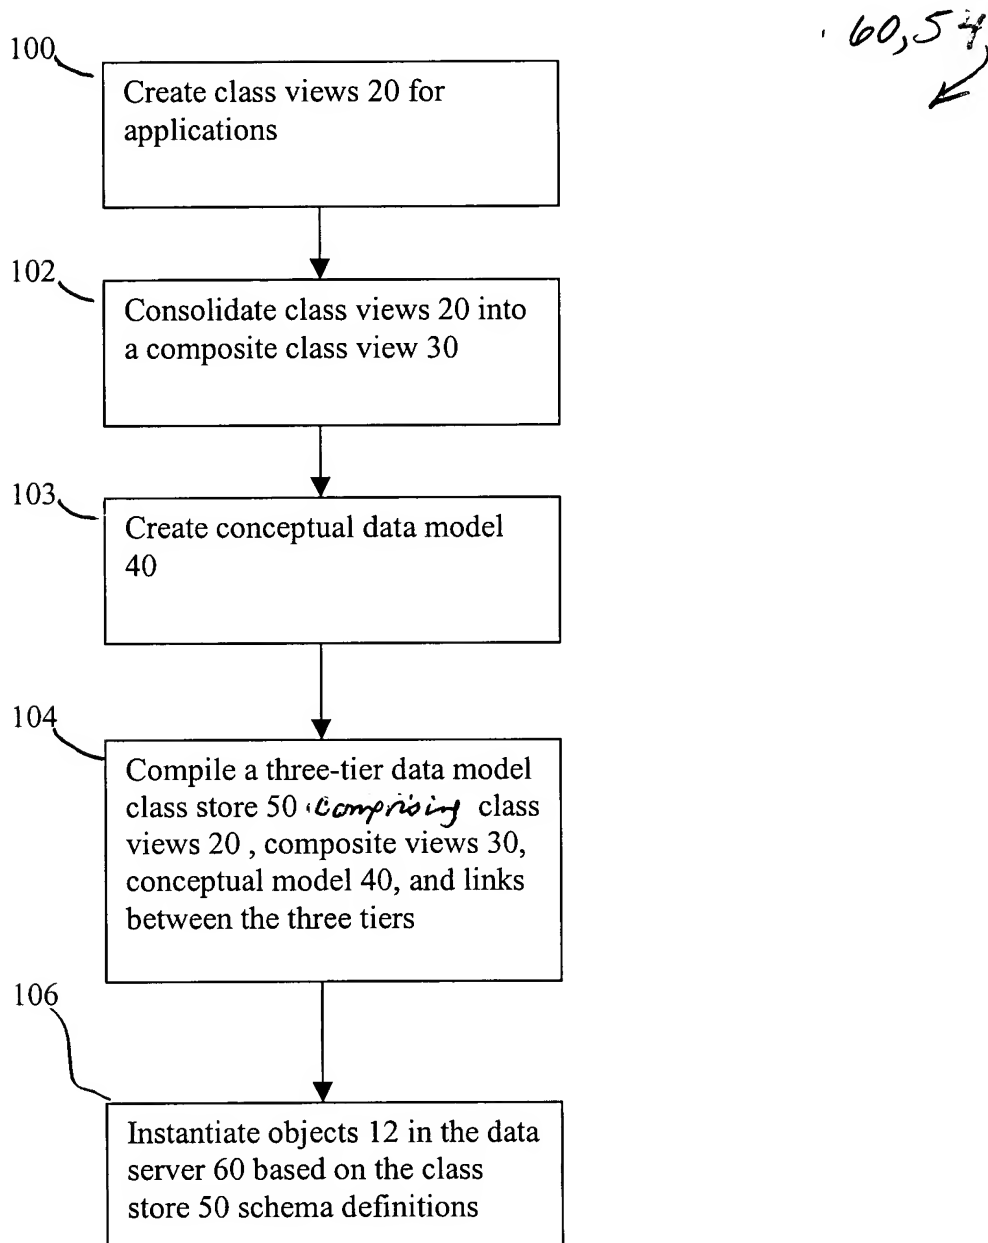 60,54
100
Create class views 20 for
applications
102
Consolidate class views 20 into
a composite class view 30
103
Create conceptual data model
40
104
Compile a three-tier data model
class store 50 comprising class
views 20 , composite views 30,
conceptual model 40, and links
between the three tiers
106
Instantiate objects 12 in the data
server 60 based on the class
store 50 schema definitions